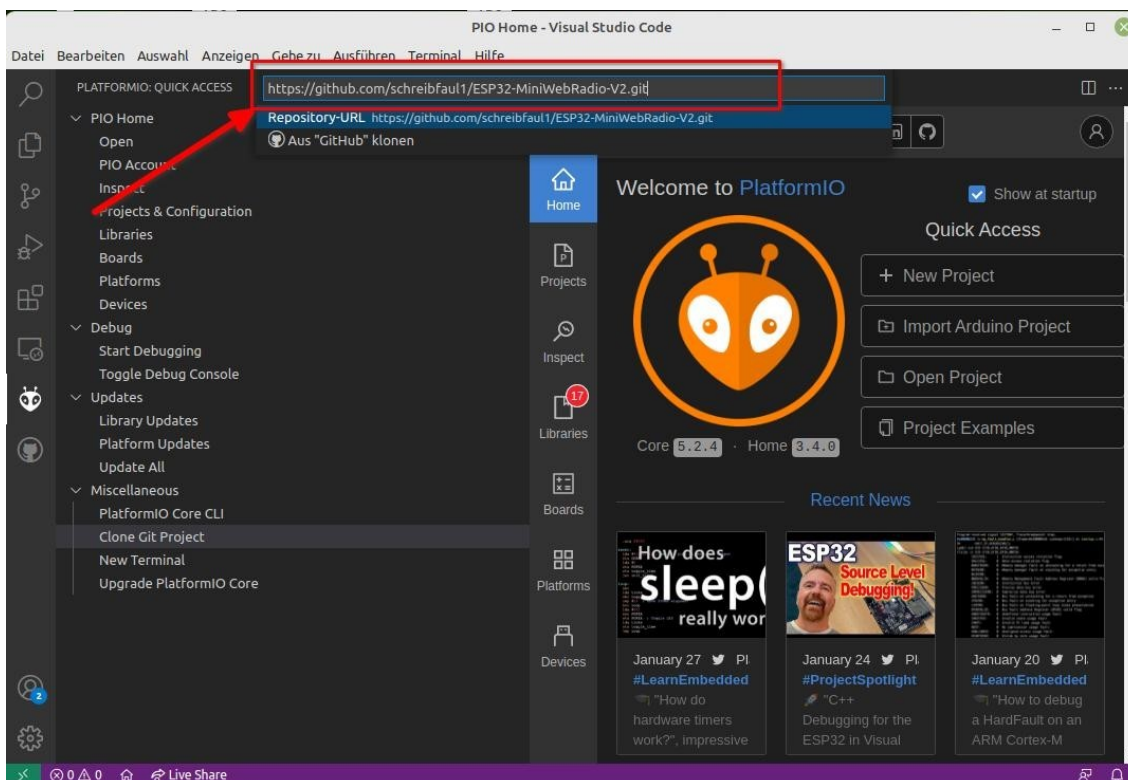 PIO Home - Visual Studio Code
Datei Bearbeiten Auswahl Anzeigen Gehe zu Ausführen Terminal Hilfe
PLATFORMIO: QUICK ACCESS
https://github.com/schreibfaul1/ESP32-MiniWebRadio-V2.git
Repository-URL https://github.com/schreibfaul1/ESP32-MiniWebRadio-V2.git
Aus "GitHub" klonen
PIO Home
Open
PIO Account
Inspect
Projects & Configuration
Libraries
Boards
Platforms
Devices
Debug
Start Debugging
Toggle Debug Console
Updates
Library Updates
Platform Updates
Update All
Miscellaneous
PlatformIO Core CLI
Clone Git Project
New Terminal
Upgrade PlatformIO Core
2
Home
Projects
Inspect
17
Libraries
Boards
Platforms
Devices
Welcome to PlatformIO
Show at startup
Core 5.2.4 · Home 3.4.0
Quick Access
New Project
Import Arduino Project
Open Project
Project Examples
Recent News
How does
sleep(
really wor
January 27 Pl
#LearnEmbedded
"How do
hardware timers
work?", impressive
ESP32
Source Level
Debugging!
January 24 Pl
#ProjectSpotlight
"C++
Debugging for the
ESP32 in Visual
January 20 Pl
#LearnEmbedded
"How to debug
a HardFault on an
ARM Cortex-M
0 0 Live Share